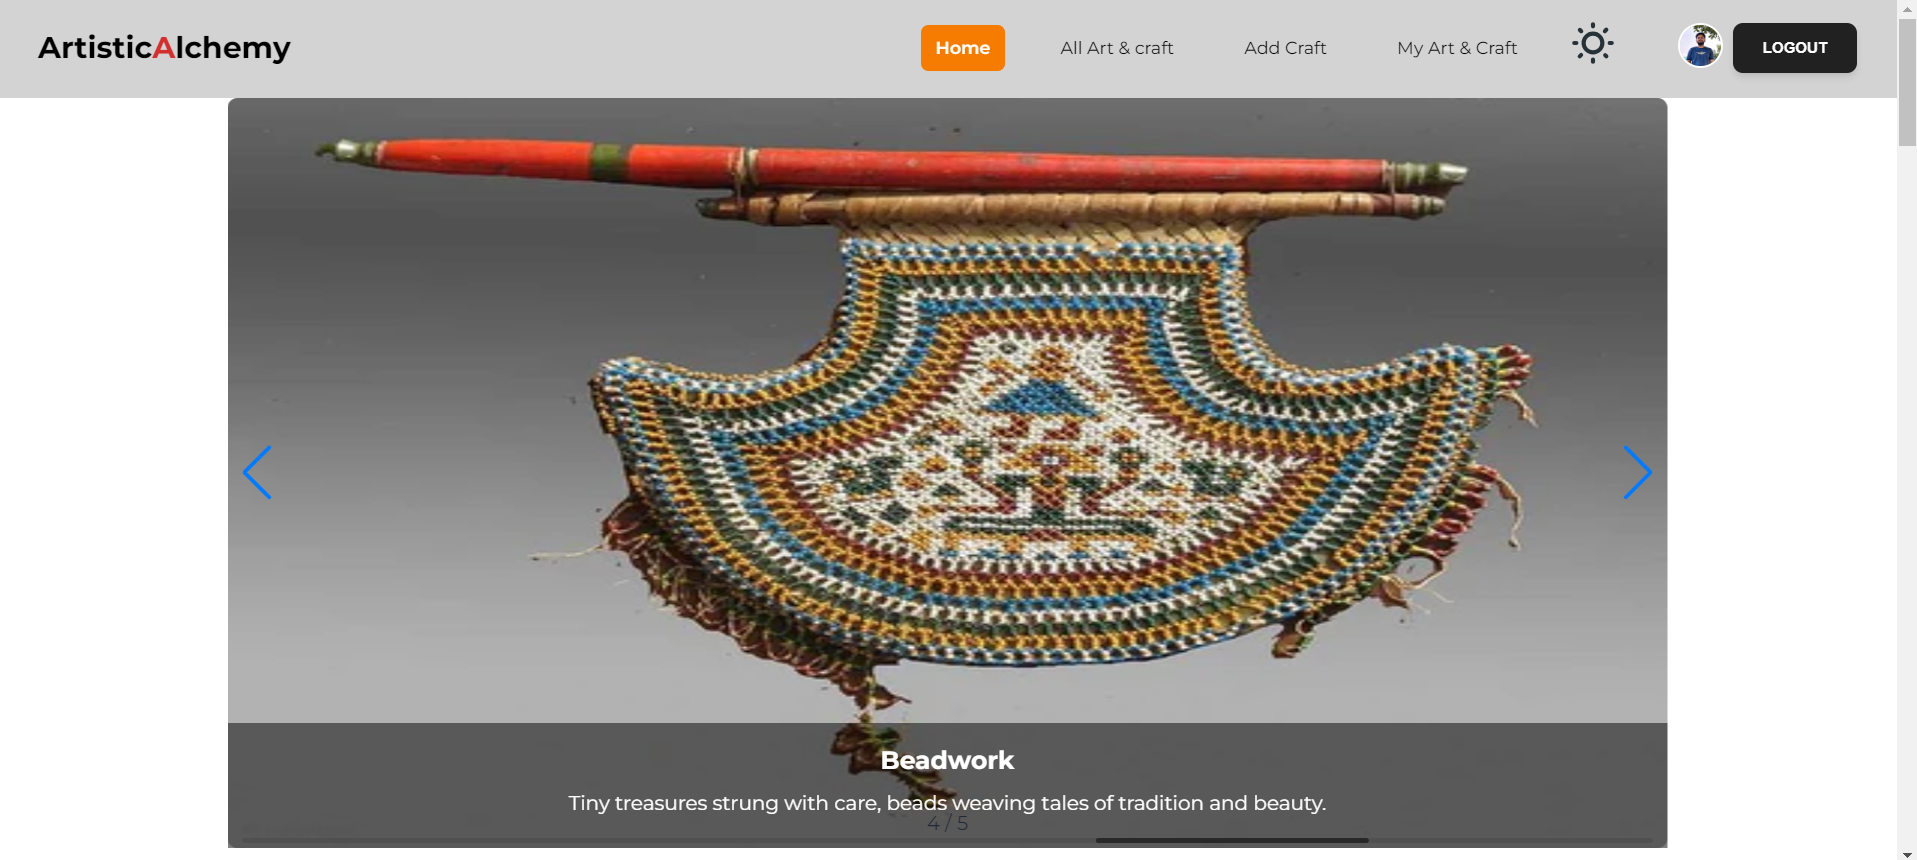 ArtisticAlchemy
Home
All Art & craft
Add Craft
My Art & Craft
LOGOUT
Beadwork
Tiny treasures strung with care, beads weaving tales of tradition and beauty.
4 / 5